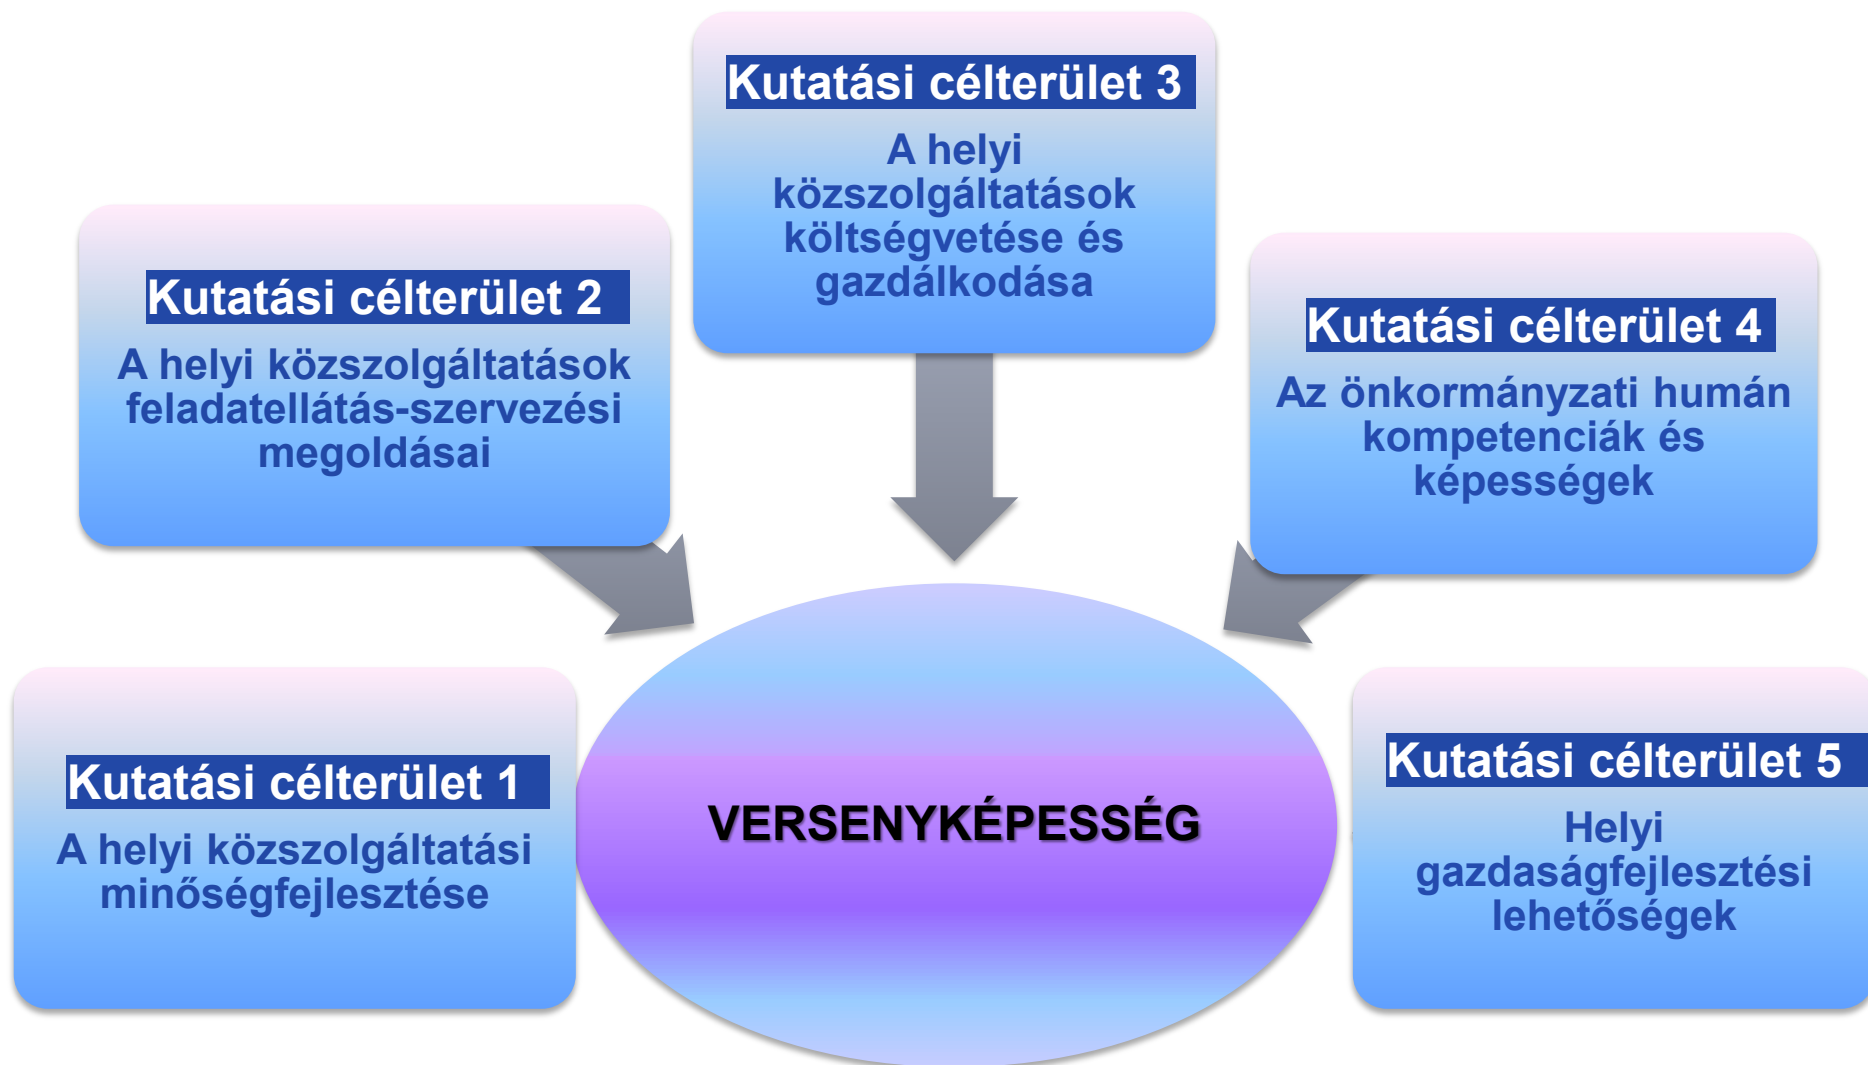 Kutatási célterület 3
A helyi
közszolgáltatások
költségvetése és
gazdálkodása
Kutatási célterület 2
A helyi közszolgáltatások
feladatellátás-szervezési
megoldásai
Kutatási célterület 4
Az önkormányzati humán
kompetenciák és
képességek
Kutatási célterület 1
A helyi közszolgáltatási
minőségfejlesztése
VERSENYKÉPESSÉG
Kutatási célterület 5
Helyi
gazdaságfejlesztési
lehetőségek